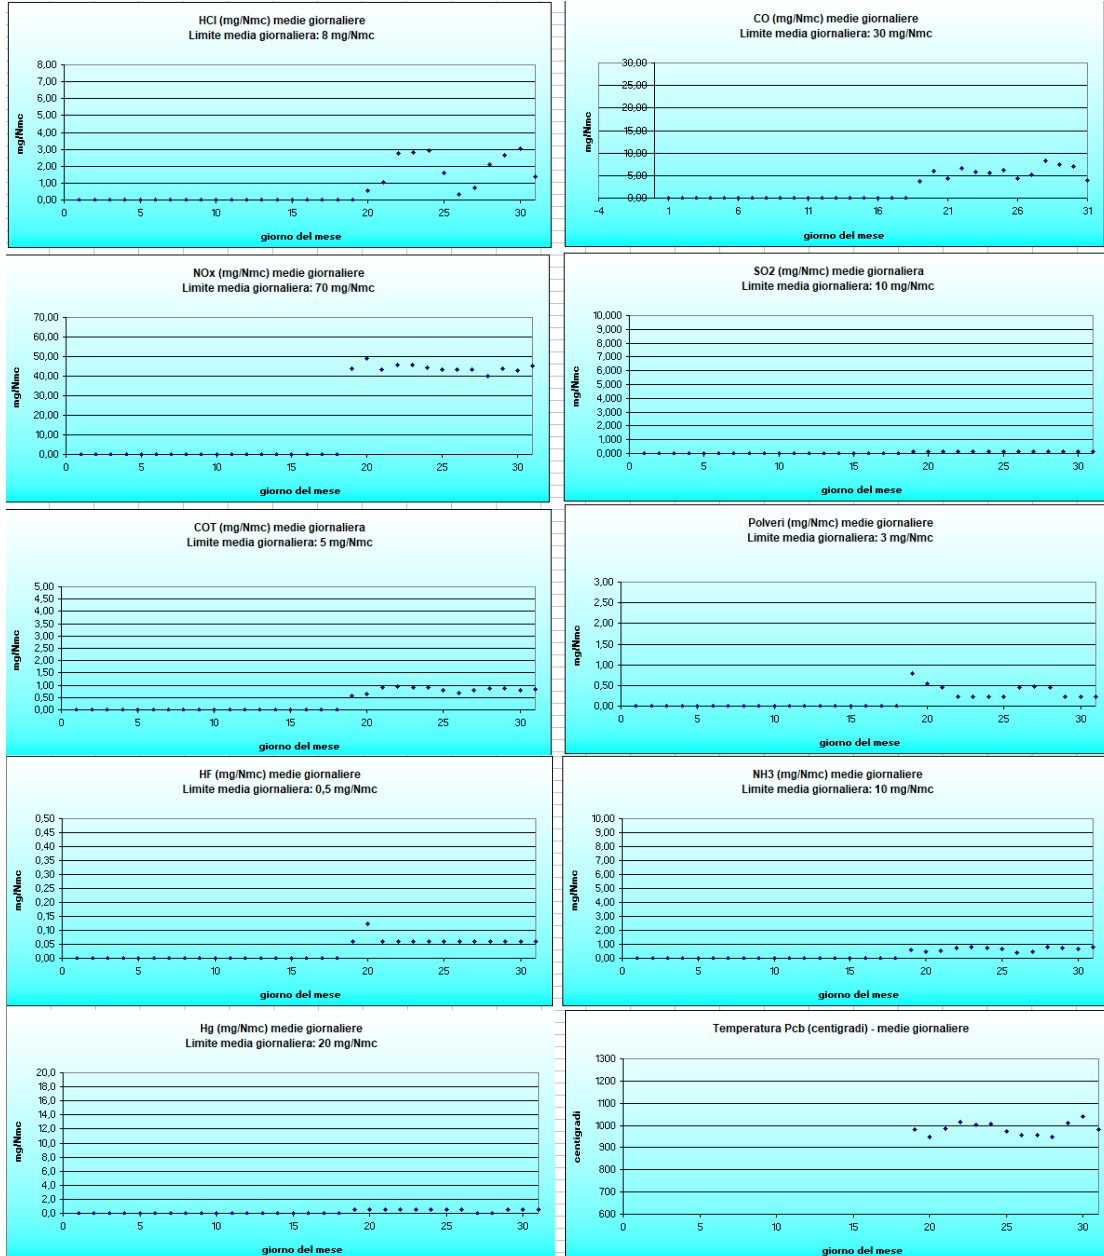 HCl (mg/Nmc) medie giornaliere
Limite media giornaliera: 8 mg/Nmc
8,00
7,00
6,00
5,00
4,00
3,00
2,00
1,00
0,00
mg/Nmc
0 5 10 15 20 25 30
giorno del mese
CO (mg/Nmc) medie giornaliere
Limite media giornaliera: 30 mg/Nmc
30,00
25,00
20,00
15,00
10,00
5,00
0,00
mg/Nmc
-4 1 6 11 16 21 26 31
giorno del mese
NOx (mg/Nmc) medie giornaliere
Limite media giornaliera: 70 mg/Nmc
70,00
60,00
50,00
40,00
30,00
20,00
10,00
0,00
mg/Nmc
0 5 10 15 20 25 30
giorno del mese
SO2 (mg/Nmc) medie giornaliera
Limite media giornaliera: 10 mg/Nmc
10,000
9,000
8,000
7,000
6,000
5,000
4,000
3,000
2,000
1,000
0,000
mg/Nmc
0 5 10 15 20 25 30
giorno del mese
COT (mg/Nmc) medie giornaliera
Limite media giornaliera: 5 mg/Nmc
5,00
4,50
4,00
3,50
3,00
2,50
2,00
1,50
1,00
0,50
0,00
mg/Nmc
0 5 10 15 20 25 30
giorno del mese
Polveri (mg/Nmc) medie giornaliere
Limite media giornaliera: 3 mg/Nmc
3,00
2,50
2,00
1,50
1,00
0,50
0,00
mg/Nmc
0 5 10 15 20 25 30
giorno del mese
HF (mg/Nmc) medie giornaliere
Limite media giornaliera: 0,5 mg/Nmc
0,50
0,45
0,40
0,35
0,30
0,25
0,20
0,15
0,10
0,05
0,00
mg/Nmc
0 5 10 15 20 25 30
giorno del mese
NH3 (mg/Nmc) medie giornaliere
Limite media giornaliera: 10 mg/Nmc
10,00
9,00
8,00
7,00
6,00
5,00
4,00
3,00
2,00
1,00
0,00
mg/Nmc
0 5 10 15 20 25 30
giorno del mese
Hg (mg/Nmc) medie giornaliere
Limite media giornaliera: 20 mg/Nmc
20,0
18,0
16,0
14,0
12,0
10,0
8,0
6,0
4,0
2,0
0,0
mg/Nmc
0 5 10 15 20 25 30
giorno del mese
Temperatura Pcb (centigradi) - medie giornaliere
1300
1200
1100
1000
900
800
700
600
centigradi
0 5 10 15 20 25 30
giorno del mese